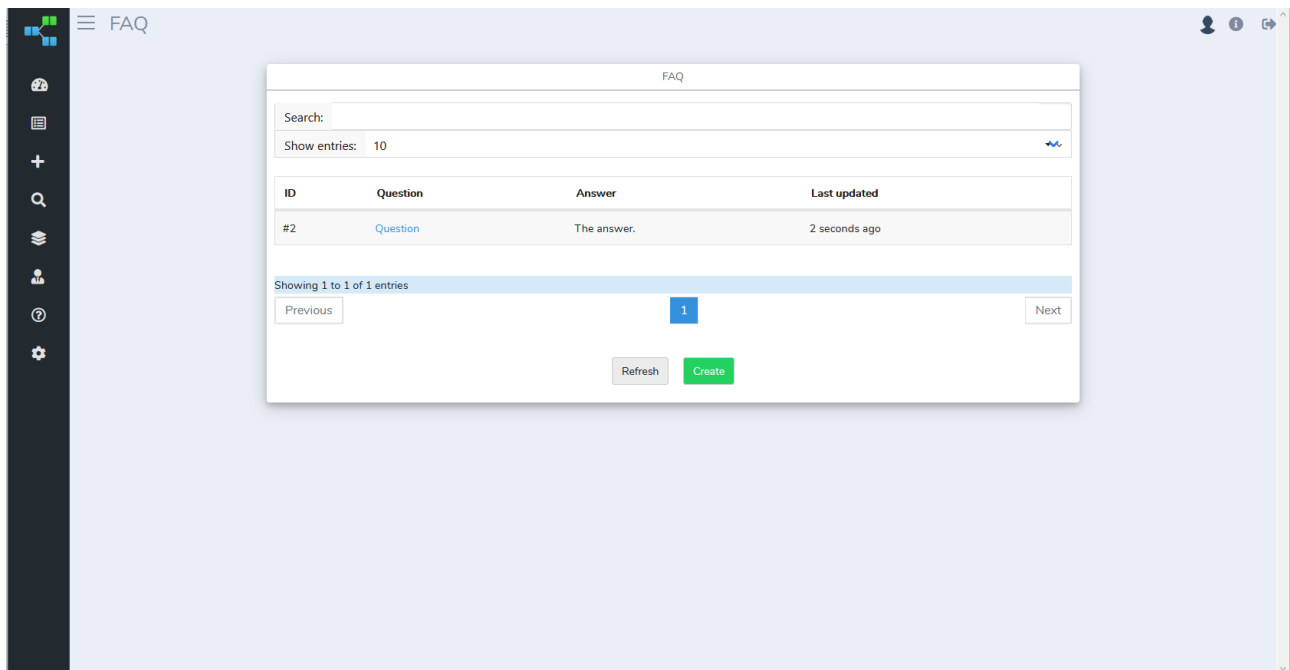 FAQ
FAQ
Search:
Show entries: 10
ID Question Answer Last updated
#2 Question The answer. 2 seconds ago
Showing 1 to 1 of 1 entries
Previous 1 Next
Refresh Create